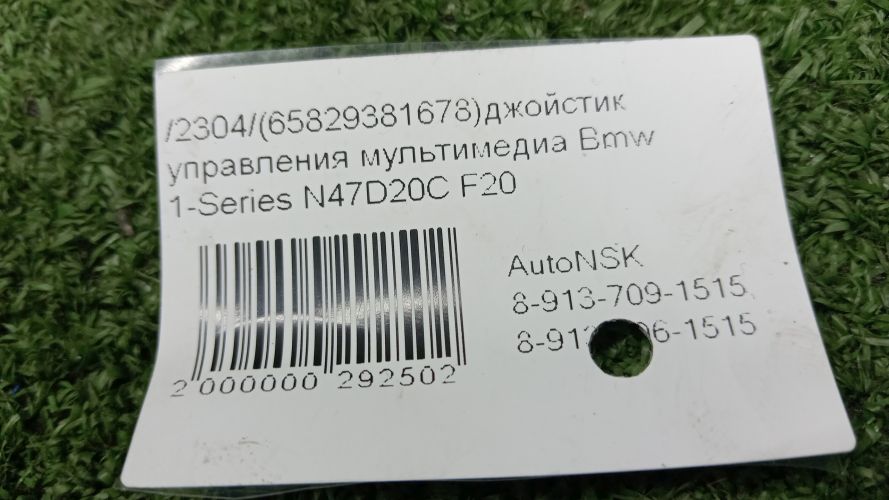 /2304/(65829381678)джойстик
управления мультимедиа Bmw
1-Series N47D20C F20
AutoNSK
8-913-709-1515
2 000000 292502